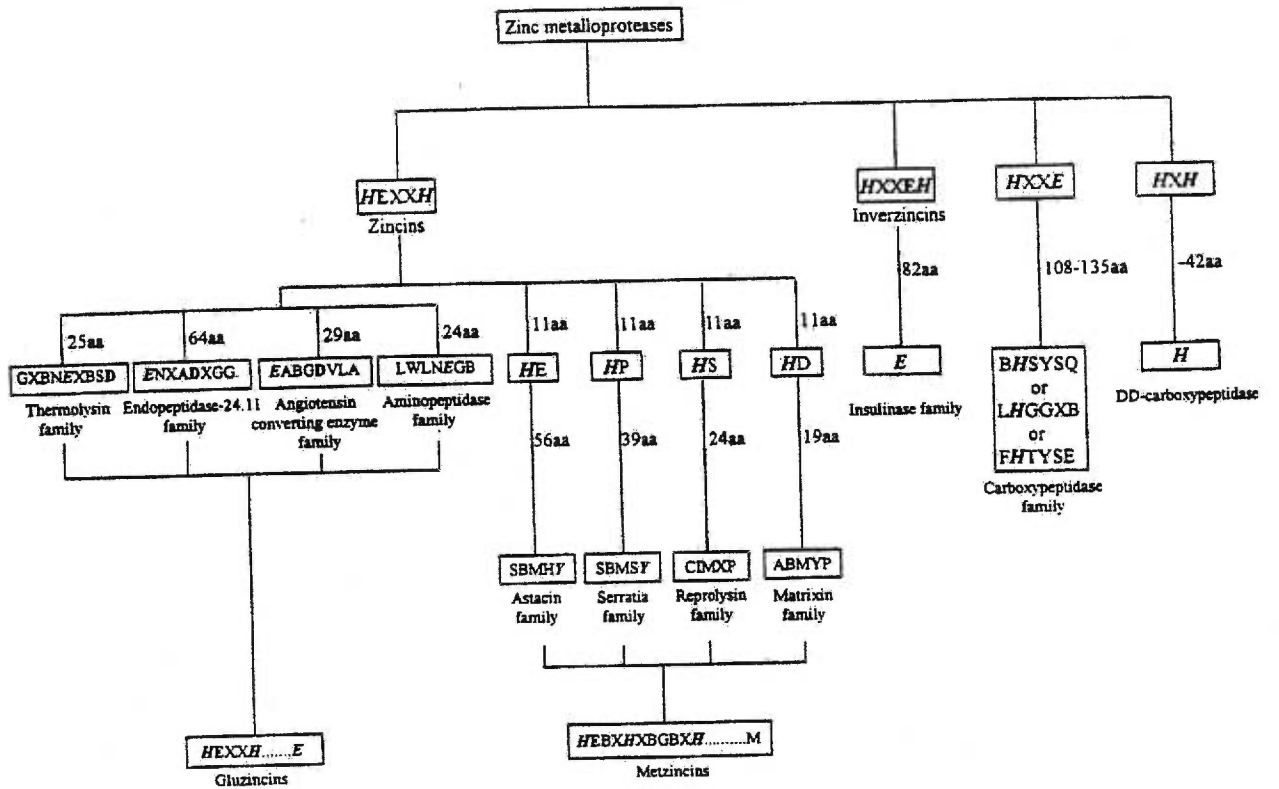 Zinc metalloproteases
HEXXH
Zincins
HXXEH
Inverzincins
HXXE
HXH
82aa
108-135aa
~42aa
25aa
64aa
29aa
24aa
11aa
11aa
11aa
11aa
GXBNEXBSD
ENXADXGG
EABGDVLA
LWLNEGB
HE
HP
HS
HD
E
BHSYSQ
or
LHGGXB
or
FHTYSE
H
Thermolysin
family
Endopeptidase-24.11
family
Angiotensin
converting enzyme
family
Aminopeptidase
family
Insulinase family
Carboxypeptidase
family
DD-carboxypeptidase
56aa
39aa
24aa
19aa
SBMHY
SBMSY
CIMXP
ABMYP
Astacin
family
Serratia
family
Reprolysin
family
Matrixin
family
HEXXH.......E
Gluzincins
HEBXHXBGBXH..........M
Metzincins